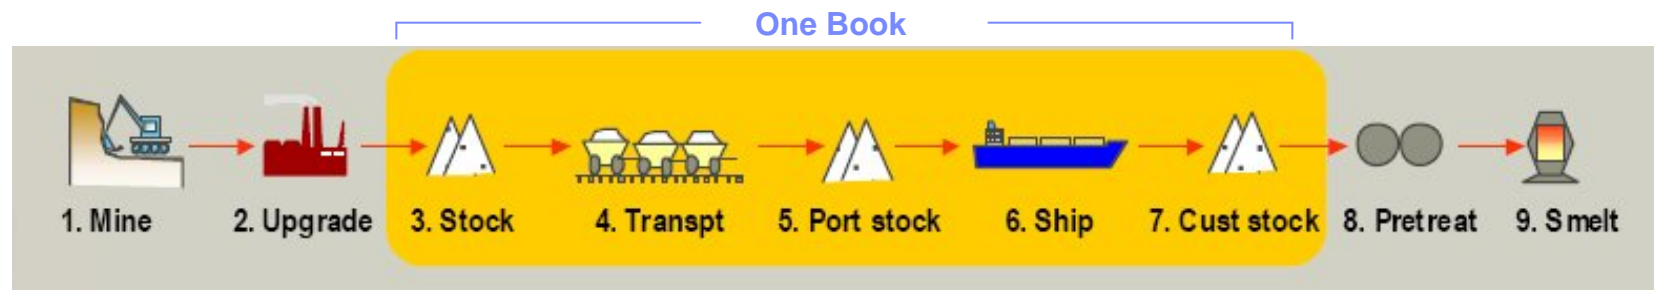 One Book
1. Mine 2. Upgrade 3. Stock 4. Transpt 5. Port stock 6. Ship 7. Cust stock 8. Pretreat 9. Smelt